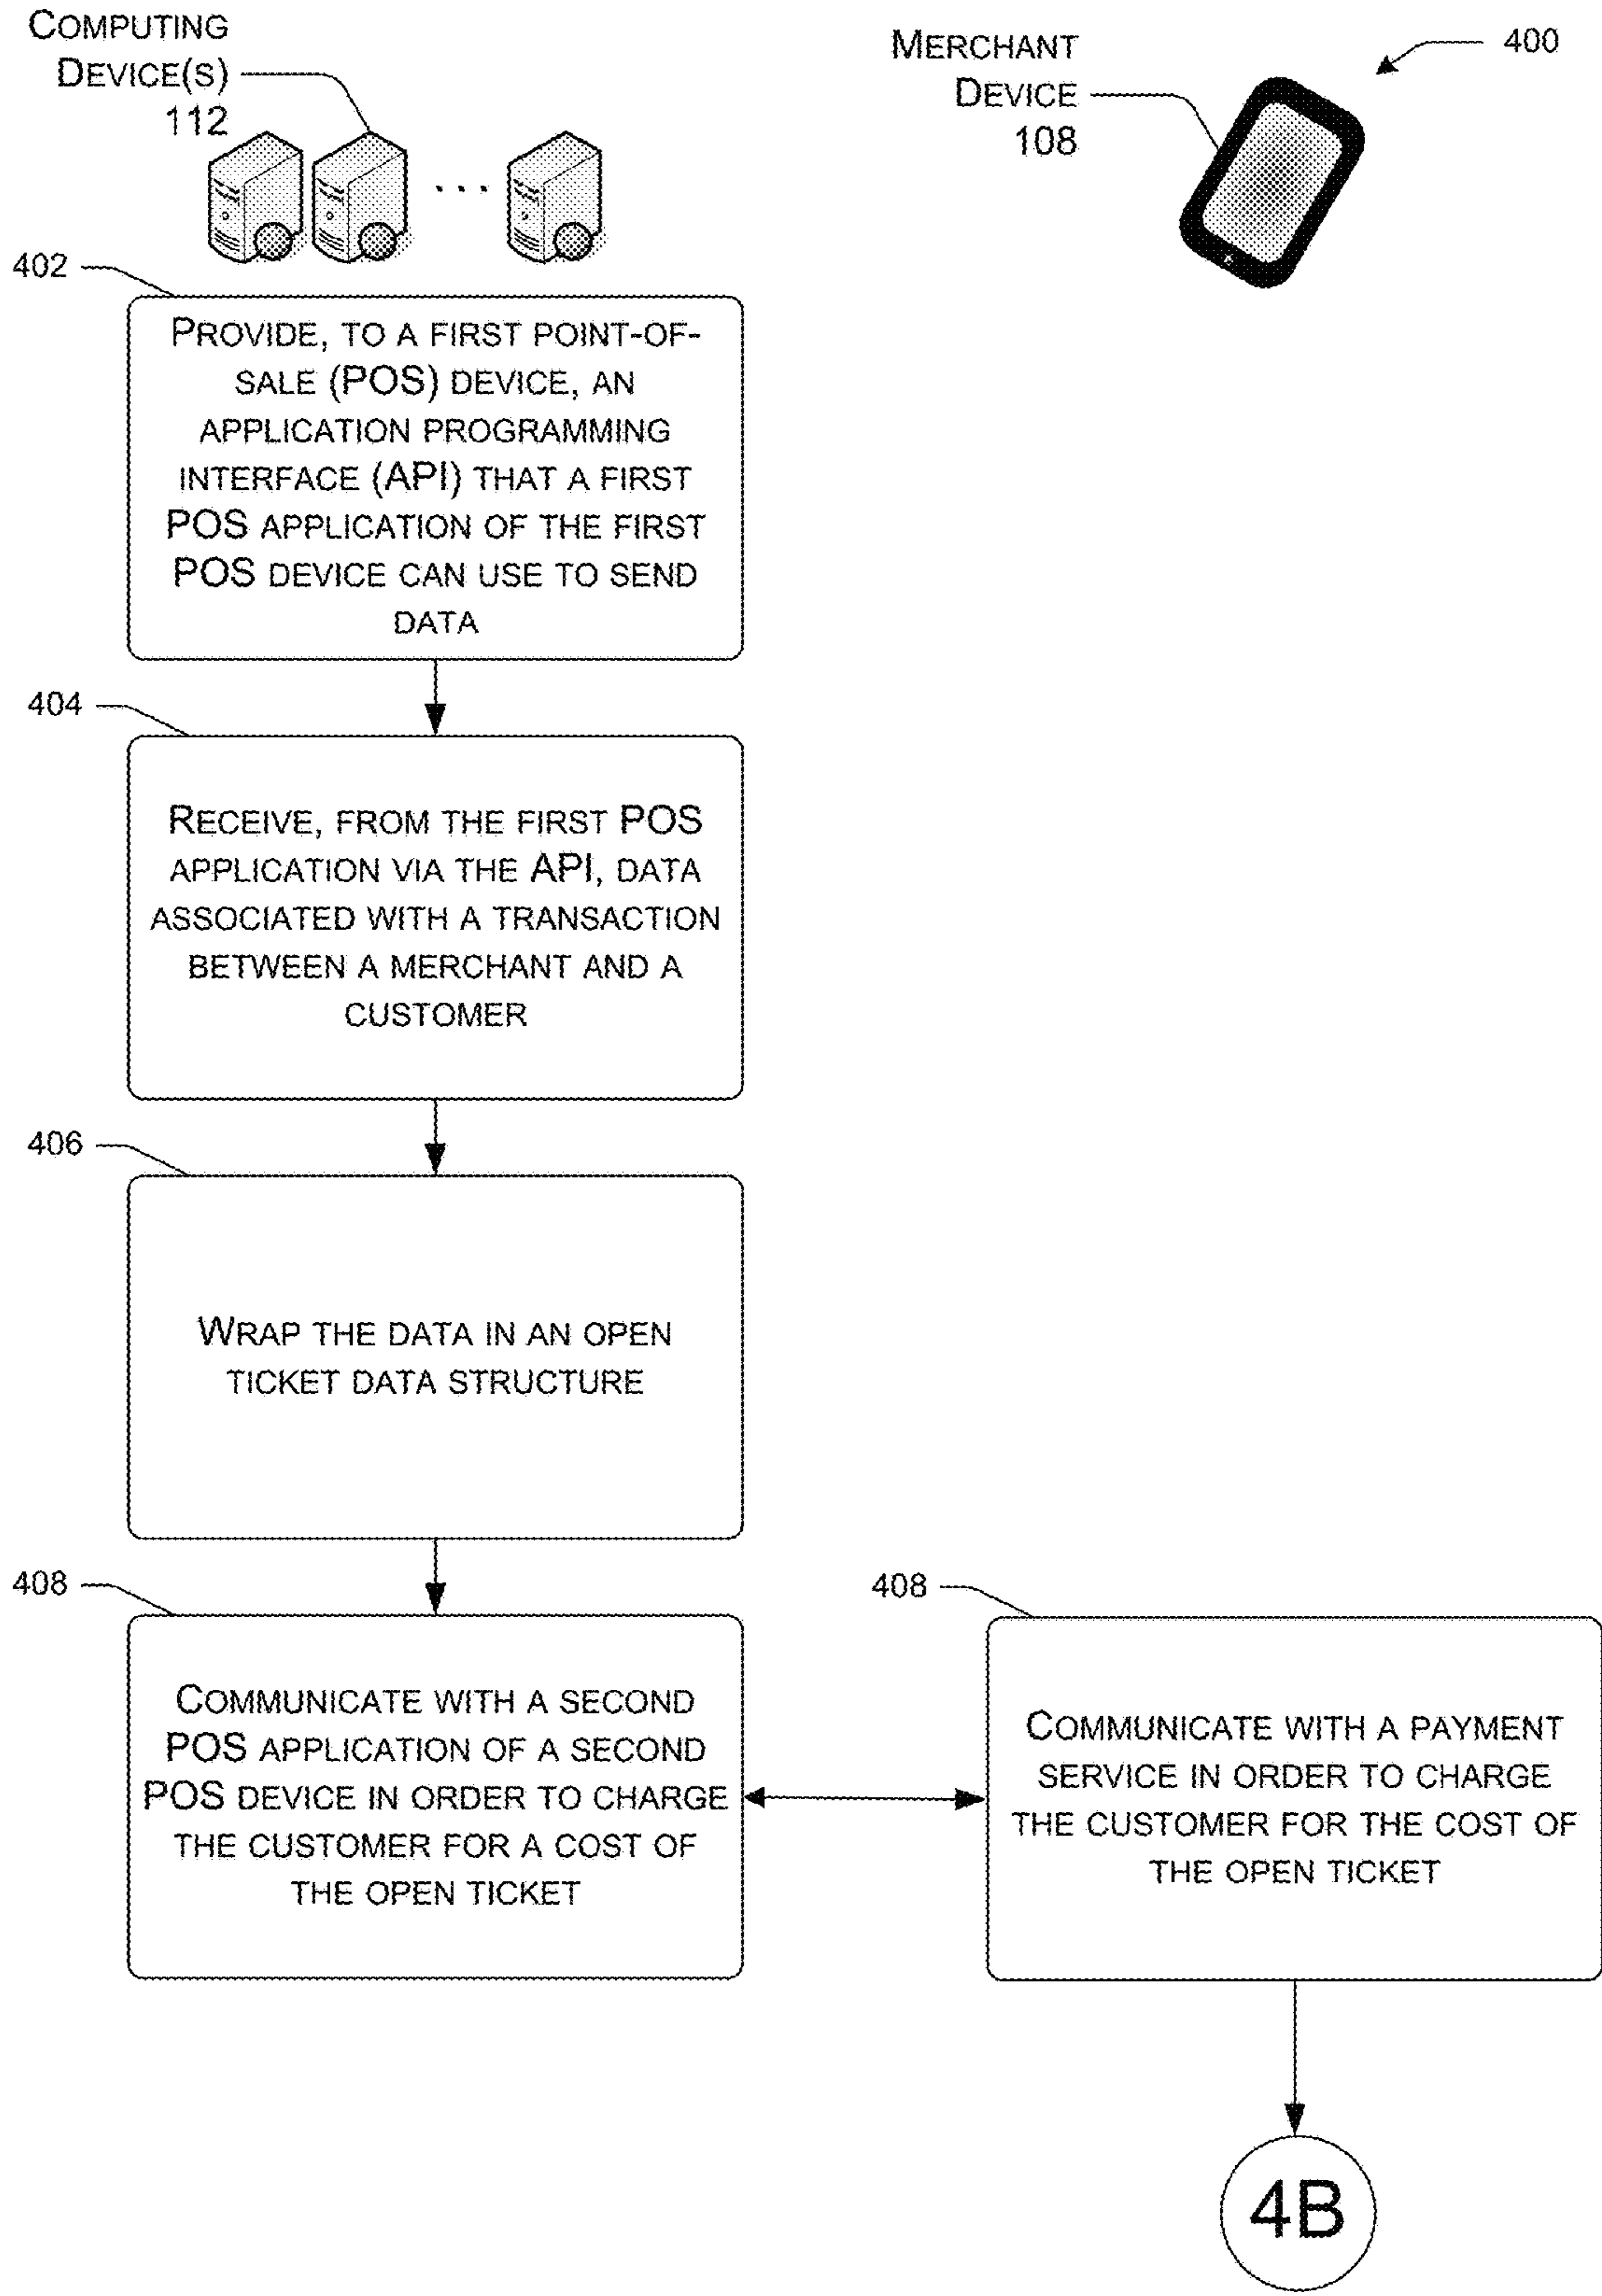 COMPUTING
DEVICE(S)
112
MERCHANT
DEVICE
108
400
402
PROVIDE, TO A FIRST POINT-OF-
SALE (POS) DEVICE, AN
APPLICATION PROGRAMMING
INTERFACE (API) THAT A FIRST
POS APPLICATION OF THE FIRST
POS DEVICE CAN USE TO SEND
DATA
404
RECEIVE, FROM THE FIRST POS
APPLICATION VIA THE API, DATA
ASSOCIATED WITH A TRANSACTION
BETWEEN A MERCHANT AND A
CUSTOMER
406
WRAP THE DATA IN AN OPEN
TICKET DATA STRUCTURE
408
COMMUNICATE WITH A SECOND
POS APPLICATION OF A SECOND
POS DEVICE IN ORDER TO CHARGE
THE CUSTOMER FOR A COST OF
THE OPEN TICKET
408
COMMUNICATE WITH A PAYMENT
SERVICE IN ORDER TO CHARGE
THE CUSTOMER FOR THE COST OF
THE OPEN TICKET
4B